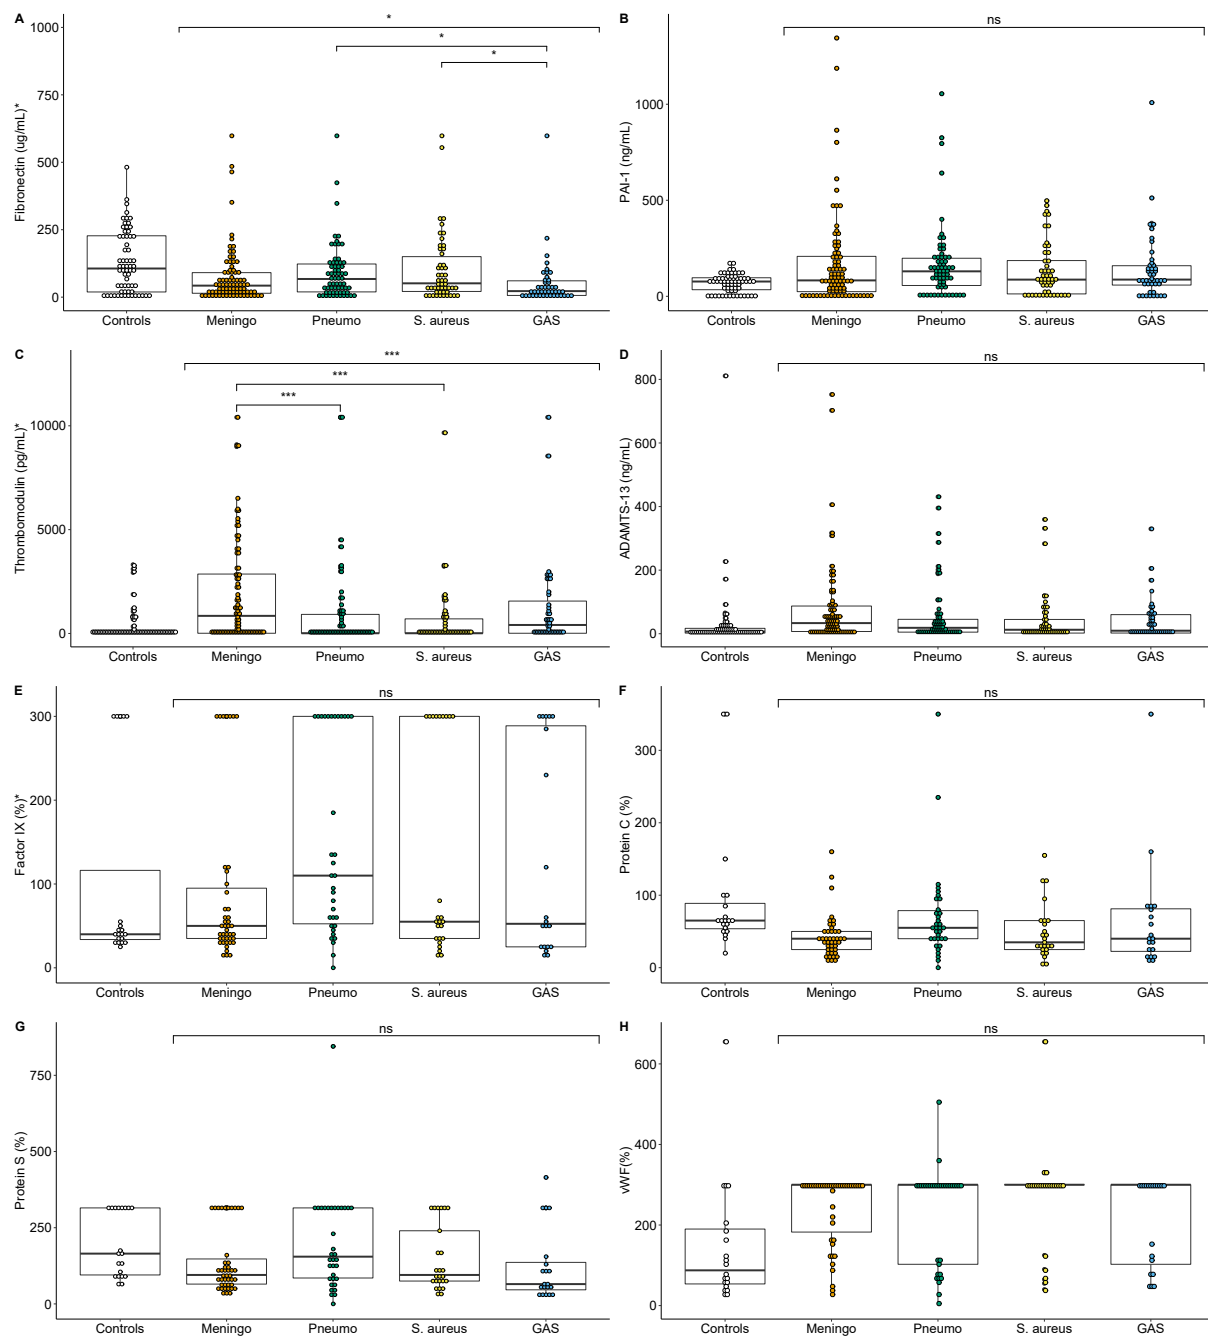 A
Fibronectin (ug/mL)*
1000
750
500
250
0
*
*
*
Controls Meningo Pneumo S. aureus GAS
B
PAI-1 (ng/mL)
1000
500
0
ns
Controls Meningo Pneumo S. aureus GAS
C
Thrombomodulin (pg/mL)*
10000
5000
0
***
***
***
Controls Meningo Pneumo S. aureus GAS
D
ADAMTS-13 (ng/mL)
800
600
400
200
0
ns
Controls Meningo Pneumo S. aureus GAS
E
Factor IX (%)*
300
200
100
0
ns
Controls Meningo Pneumo S. aureus GAS
F
Protein C (%)
300
200
100
0
ns
Controls Meningo Pneumo S. aureus GAS
G
Protein S (%)
750
500
250
0
ns
Controls Meningo Pneumo S. aureus GAS
H
vWF(%)
600
400
200
0
ns
Controls Meningo Pneumo S. aureus GAS